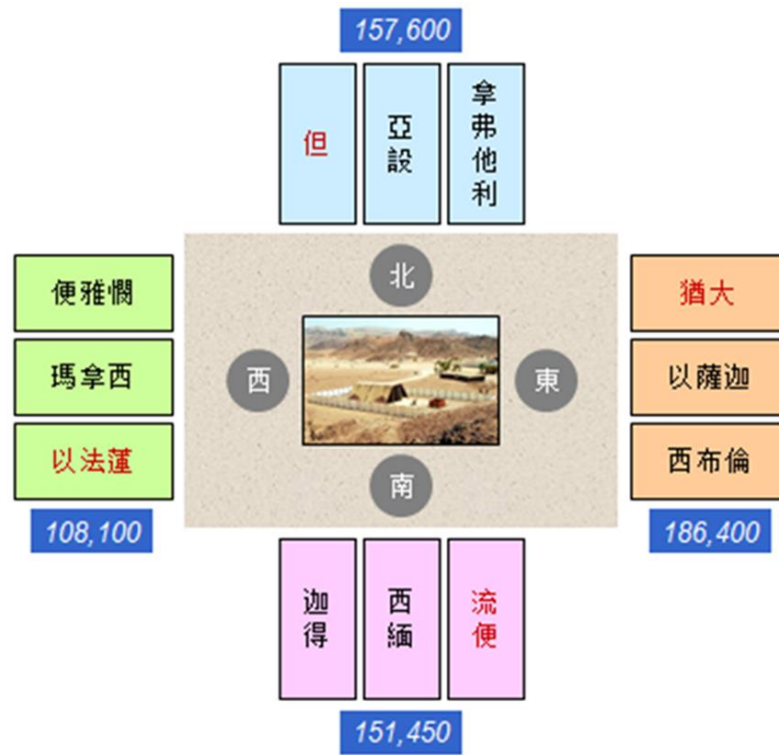 157,600
但
亞設
拿弗他利
北
便雅憫
猶大
瑪拿西
西
東
以薩迦
以法蓮
西布倫
南
108,100
186,400
迦得
西緬
流便
151,450